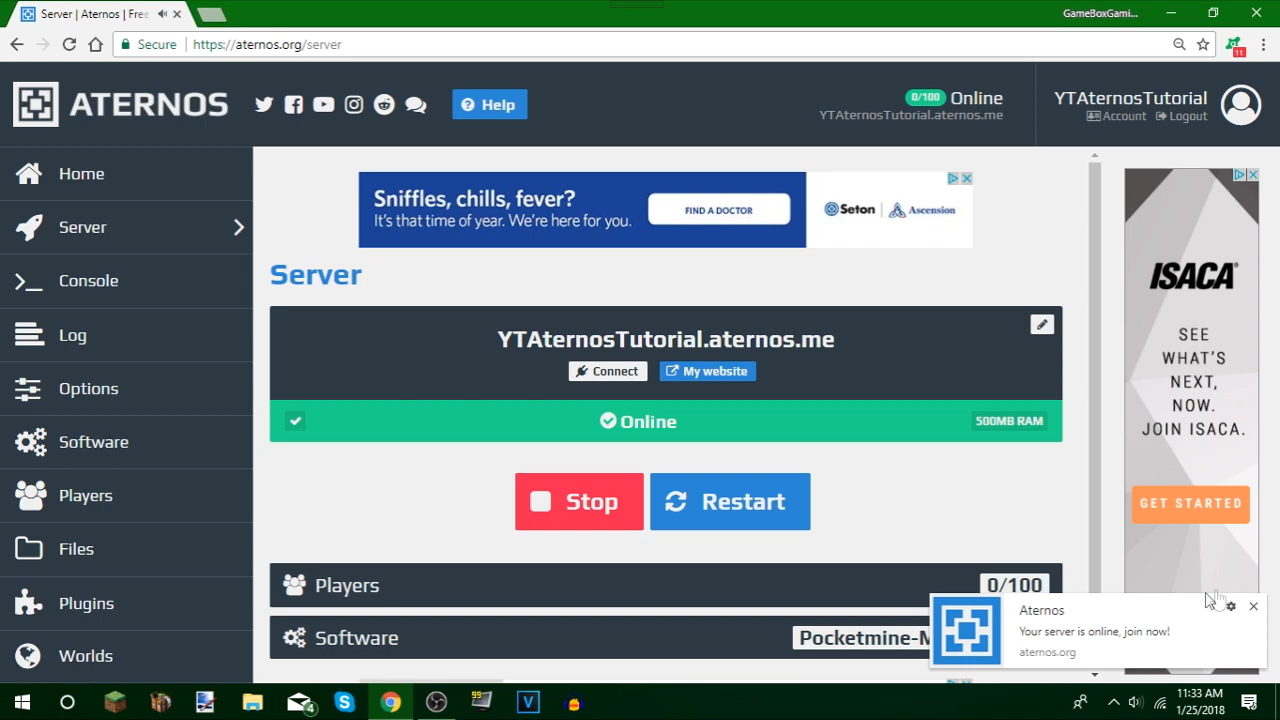 Server | Aternos | Free
GameBoxGami...
Secure
https://aternos.org/server
11
ATERNOS
Help
0/100 Online
YTAternosTutorial.aternos.me
YTAternosTutorial
Account Logout
Home
Server
Console
Log
Options
Software
Players
Files
Plugins
Worlds
Sniffles, chills, fever?
It's that time of year. We're here for you.
FIND A DOCTOR
Seton | Ascension
Server
YTAternosTutorial.aternos.me
Connect My website
Online
500MB RAM
Stop
Restart
Players 0/100
Software Pocketmine-M
ISACA®
SEE
WHAT'S
NEXT,
NOW.
JOIN ISACA.
GET STARTED
Aternos
Your server is online, join now!
aternos.org
4
99
11:33 AM
1/25/2018